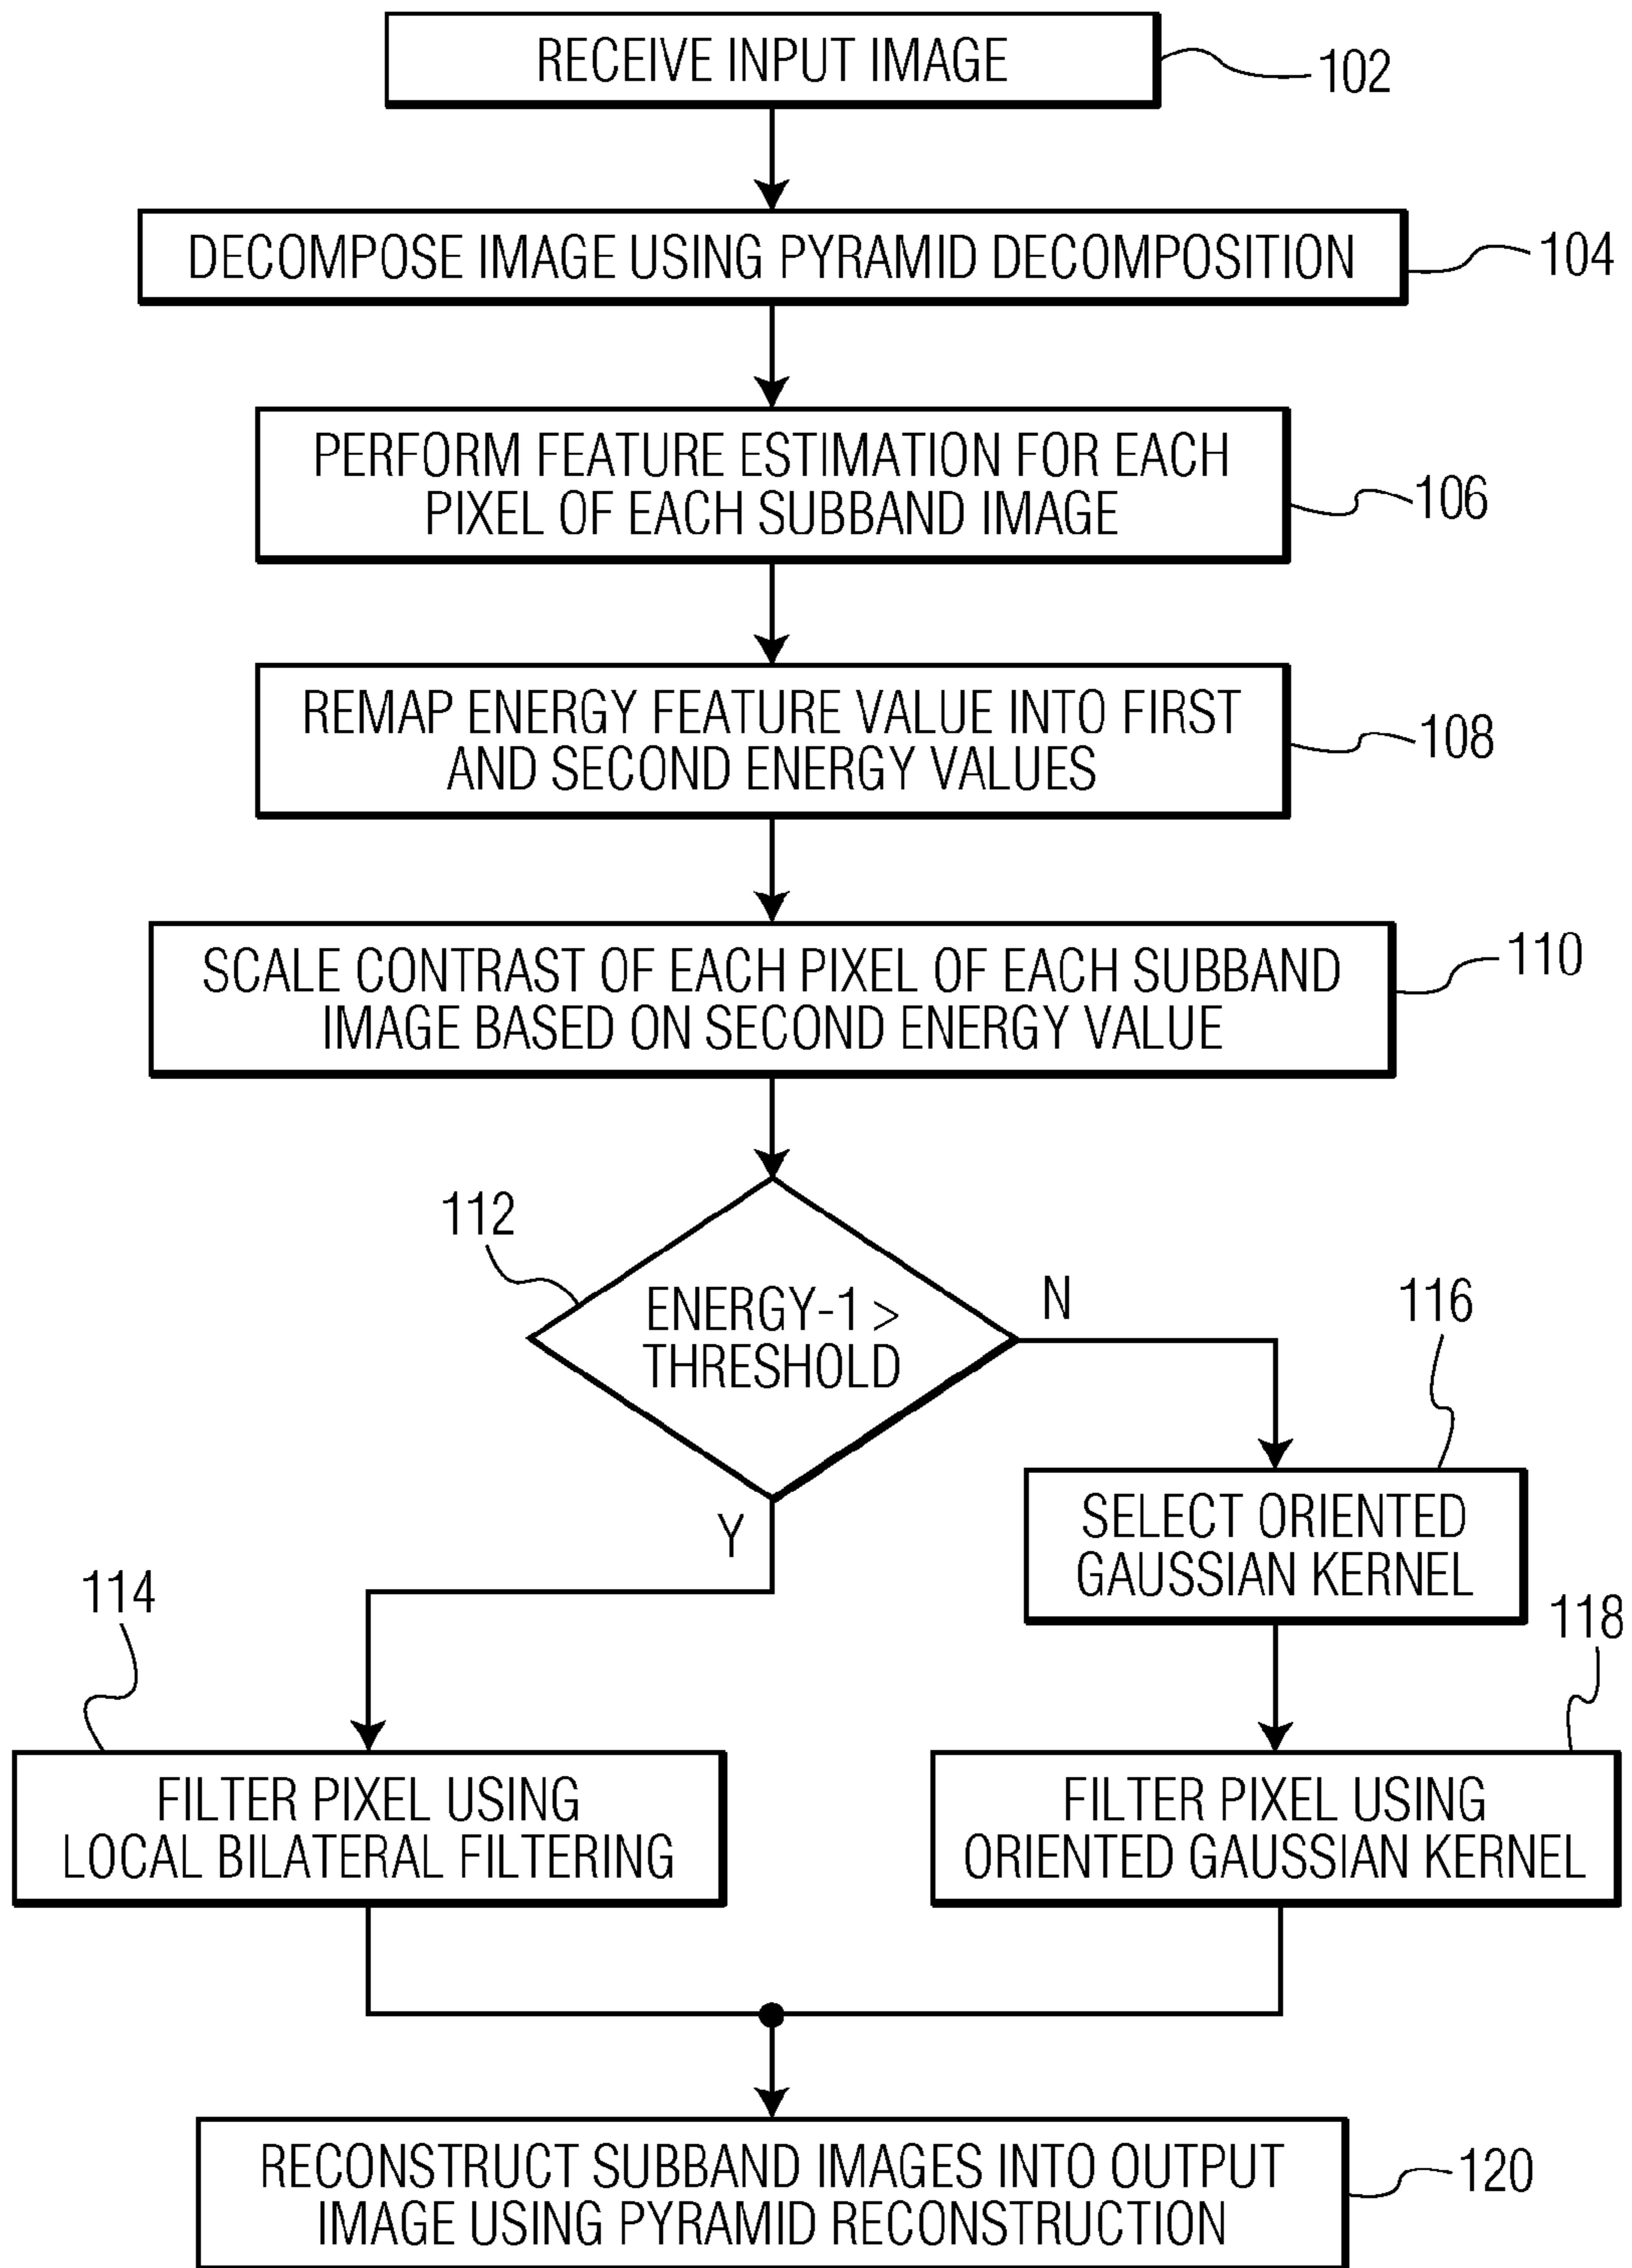 RECEIVE INPUT IMAGE
102
DECOMPOSE IMAGE USING PYRAMID DECOMPOSITION
104
PERFORM FEATURE ESTIMATION FOR EACH
PIXEL OF EACH SUBBAND IMAGE
106
REMAP ENERGY FEATURE VALUE INTO FIRST
AND SECOND ENERGY VALUES
108
SCALE CONTRAST OF EACH PIXEL OF EACH SUBBAND
IMAGE BASED ON SECOND ENERGY VALUE
110
112
ENERGY-1 >
THRESHOLD
N
Y
116
SELECT ORIENTED
GAUSSIAN KERNEL
114
FILTER PIXEL USING
LOCAL BILATERAL FILTERING
118
FILTER PIXEL USING
ORIENTED GAUSSIAN KERNEL
RECONSTRUCT SUBBAND IMAGES INTO OUTPUT
IMAGE USING PYRAMID RECONSTRUCTION
120